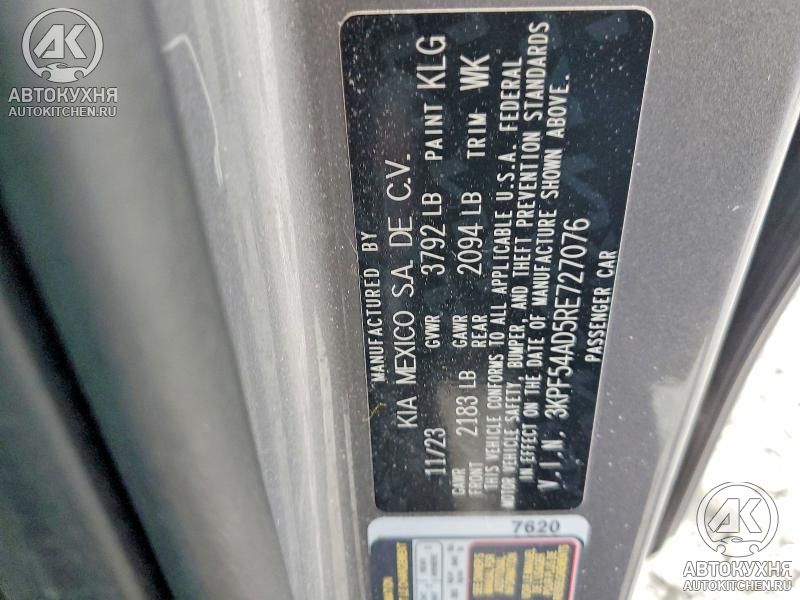 AK
АВТОКУХНЯ
AUTOKITCHEN.RU
MANUFACTURED BY
KIA MEXICO S.A. DE C.V.
11/23 GVWR 3792 LB PAINT KLG
GAWR FRONT 2183 LB GAWR REAR 2094 LB TRIM WK
THIS VEHICLE CONFORMS TO ALL APPLICABLE U.S.A. FEDERAL
MOTOR VEHICLE SAFETY, BUMPER, AND THEFT PREVENTION STANDARDS
IN EFFECT ON THE DATE OF MANUFACTURE SHOWN ABOVE.
V.I.N. 3KPF54AD5RE727076
PASSENGER CAR
7620
AK
АВТОКУХНЯ
AUTOKITCHEN.RU